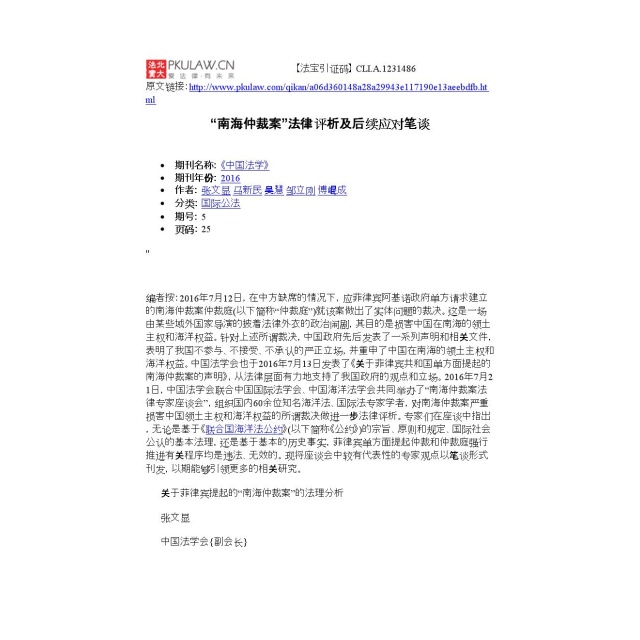 法北宝大 PKULAW.CN 爱法律·有未来 【法宝引证码】 CLI.A.1231486
原文链接：http://www.pkulaw.com/qikan/a06d360148a28a29943e117190e13aeebdfb.ht
ml
“南海仲裁案”法律评析及后续应对笔谈
• 期刊名称：《中国法学》
• 期刊年份: 2016
• 作者: 张文显 马新民 吴慧 邹立刚 傅崐成
• 分类: 国际公法
• 期号: 5
• 页码: 25
"
编者按：2016年7月12日，在中方缺席的情况下，应菲律宾阿基诺政府单方请求建立
的南海仲裁案仲裁庭(以下简称“仲裁庭”)就该案做出了实体问题的裁决。这是一场
由某些域外国家导演的披着法律外衣的政治闹剧，其目的是损害中国在南海的领土
主权和海洋权益。针对上述所谓裁决，中国政府先后发表了一系列声明和相关文件，
表明了我国不参与、不接受、不承认的严正立场，并重申了中国在南海的领土主权和
海洋权益。中国法学会也于2016年7月13日发表了《关于菲律宾共和国单方面提起的
南海仲裁案的声明》，从法律层面有力地支持了我国政府的观点和立场。2016年7月2
1日，中国法学会联合中国国际法学会、中国海洋法学会共同举办了“南海仲裁案法
律专家座谈会”，组织国内60余位知名海洋法、国际法专家学者，对南海仲裁案严重
损害中国领土主权和海洋权益的所谓裁决做进一步法律评析。专家们在座谈中指出
，无论是基于《联合国海洋法公约》(以下简称《公约》)的宗旨、原则和规定、国际社会
公认的基本法理，还是基于基本的历史事实，菲律宾单方面提起仲裁和仲裁庭强行
推进有关程序均是违法、无效的。现将座谈会中较有代表性的专家观点以笔谈形式
刊发，以期能够引领更多的相关研究。
关于菲律宾提起的“南海仲裁案”的法理分析
张文显
中国法学会{副会长}